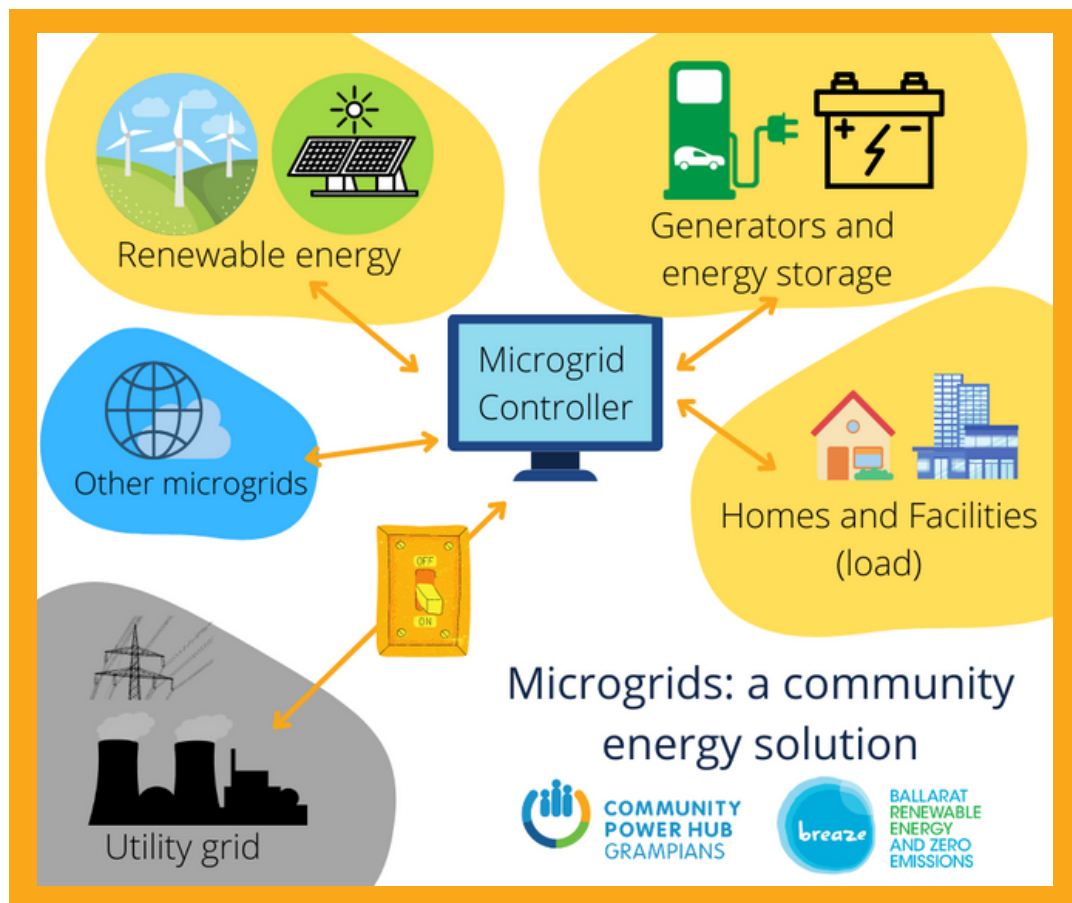 Renewable energy
Generators and
energy storage
Microgrid
Controller
Other microgrids
Homes and Facilities
(load)
OFF
ON
Utility grid
Microgrids: a community
energy solution
COMMUNITY
POWER HUB
GRAMPIANS
breaze
BALLARAT
RENEWABLE
ENERGY
AND ZERO
EMISSIONS